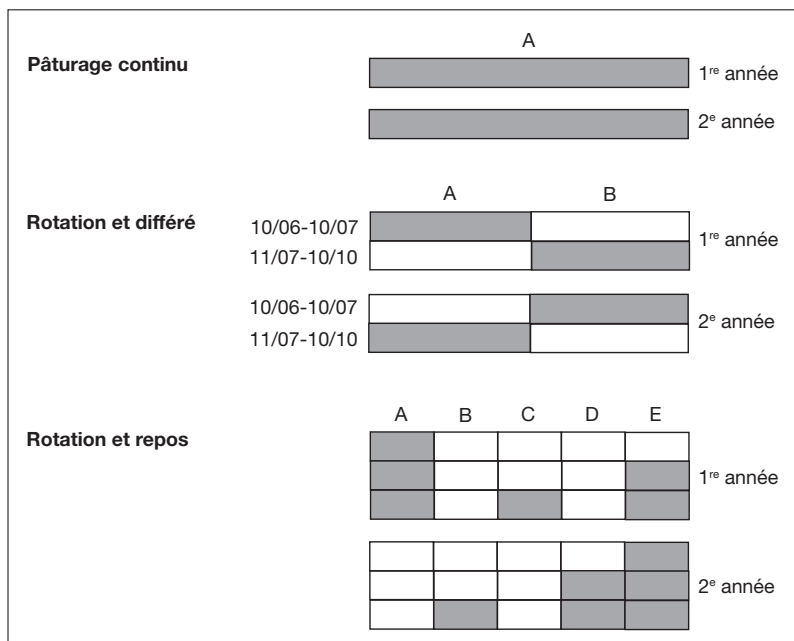 A
Pâturage continu
1re année
2e année
A B
Rotation et différé
10/06-10/07
11/07-10/10
1re année
10/06-10/07
11/07-10/10
2e année
A B C D E
Rotation et repos
1re année
2e année